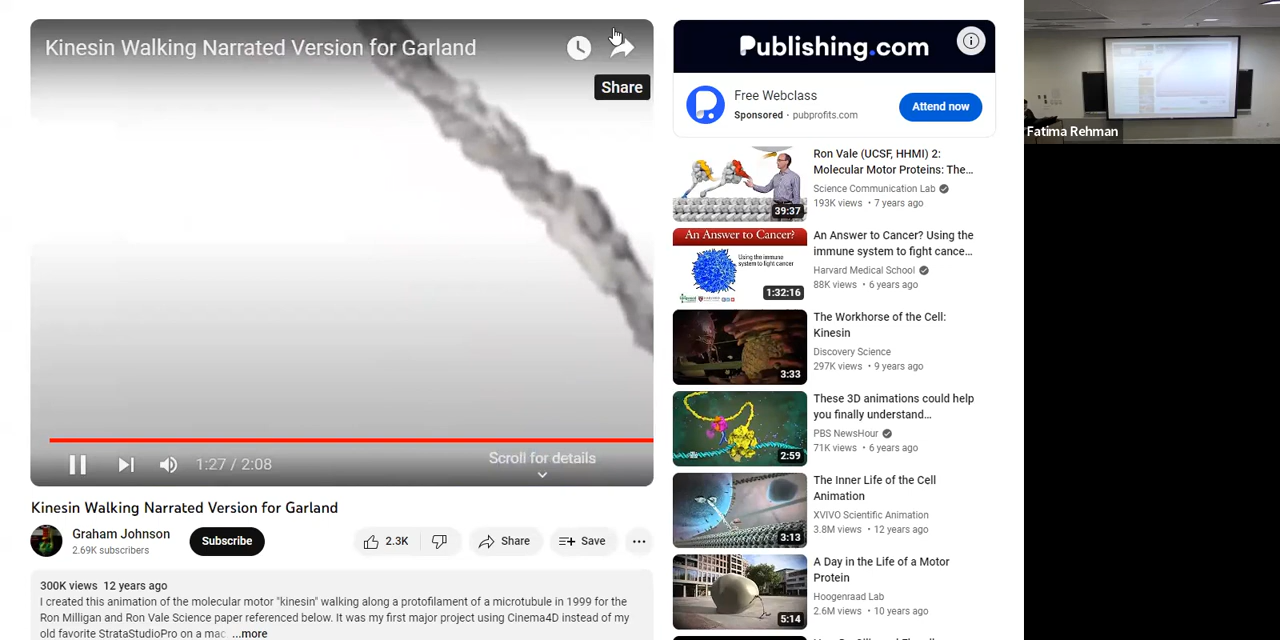 Kinesin Walking Narrated Version for Garland
Share
1:27 / 2:08
Scroll for details
Kinesin Walking Narrated Version for Garland
Graham Johnson
2.69K subscribers
Subscribe
2.3K
Share
Save
300K views 12 years ago
I created this animation of the molecular motor "kinesin" walking along a protofilament of a microtubule in 1999 for the
Ron Milligan and Ron Vale Science paper referenced below. It was my first major project using Cinema4D instead of my
old favorite StrataStudioPro on a mac ...more
Publishing.com
Free Webclass
Sponsored • pubprofits.com
Attend now
39:37
Ron Vale (UCSF, HHMI) 2:
Molecular Motor Proteins: The...
Science Communication Lab
193K views • 7 years ago
An Answer to Cancer?
Using the immune
system to fight cancer
1:32:16
An Answer to Cancer? Using the
immune system to fight cance...
Harvard Medical School
88K views • 6 years ago
3:33
The Workhorse of the Cell:
Kinesin
Discovery Science
297K views • 9 years ago
2:59
These 3D animations could help
you finally understand...
PBS NewsHour
71K views • 6 years ago
3:13
The Inner Life of the Cell
Animation
XVIVO Scientific Animation
3.8M views • 12 years ago
5:14
A Day in the Life of a Motor
Protein
Hoogenraad Lab
2.6M views • 10 years ago
Fatima Rehman